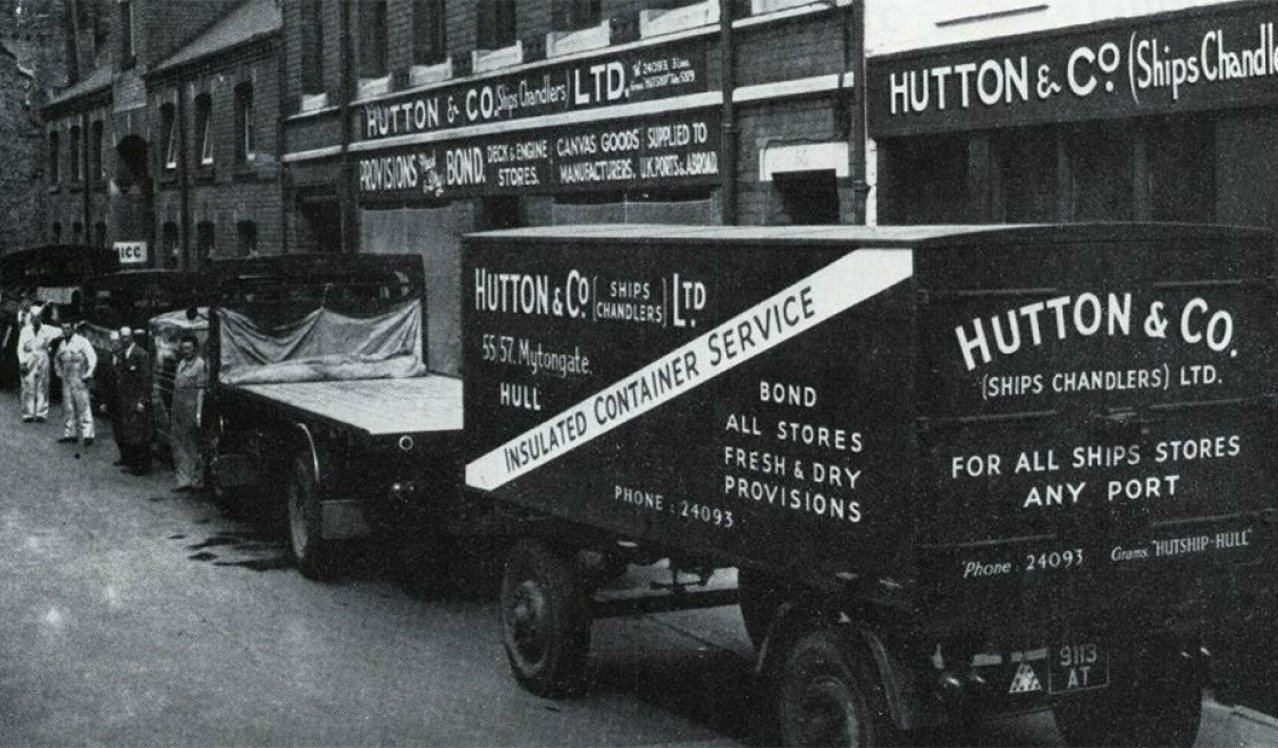 HUTTON & CO. (Ships Chandlers) LTD.
PROVISIONS BOND. DECK & ENGINE STORES. CANVAS GOODS MANUFACTURERS. SUPPLIED TO U.K. PORTS & ABROAD.
HUTTON & Co (Ships Chandle
ICC
HUTTON & Co (SHIPS CHANDLERS) LTD
55·57. Mytongate.
HULL
INSULATED CONTAINER SERVICE
BOND
ALL STORES
FRESH & DRY
PROVISIONS
PHONE : 24093
HUTTON & CO.
(SHIPS CHANDLERS) LTD.
FOR ALL SHIPS STORES
ANY PORT
Phone : 24093 Grams. "HUTSHIP-HULL"
9113
AT